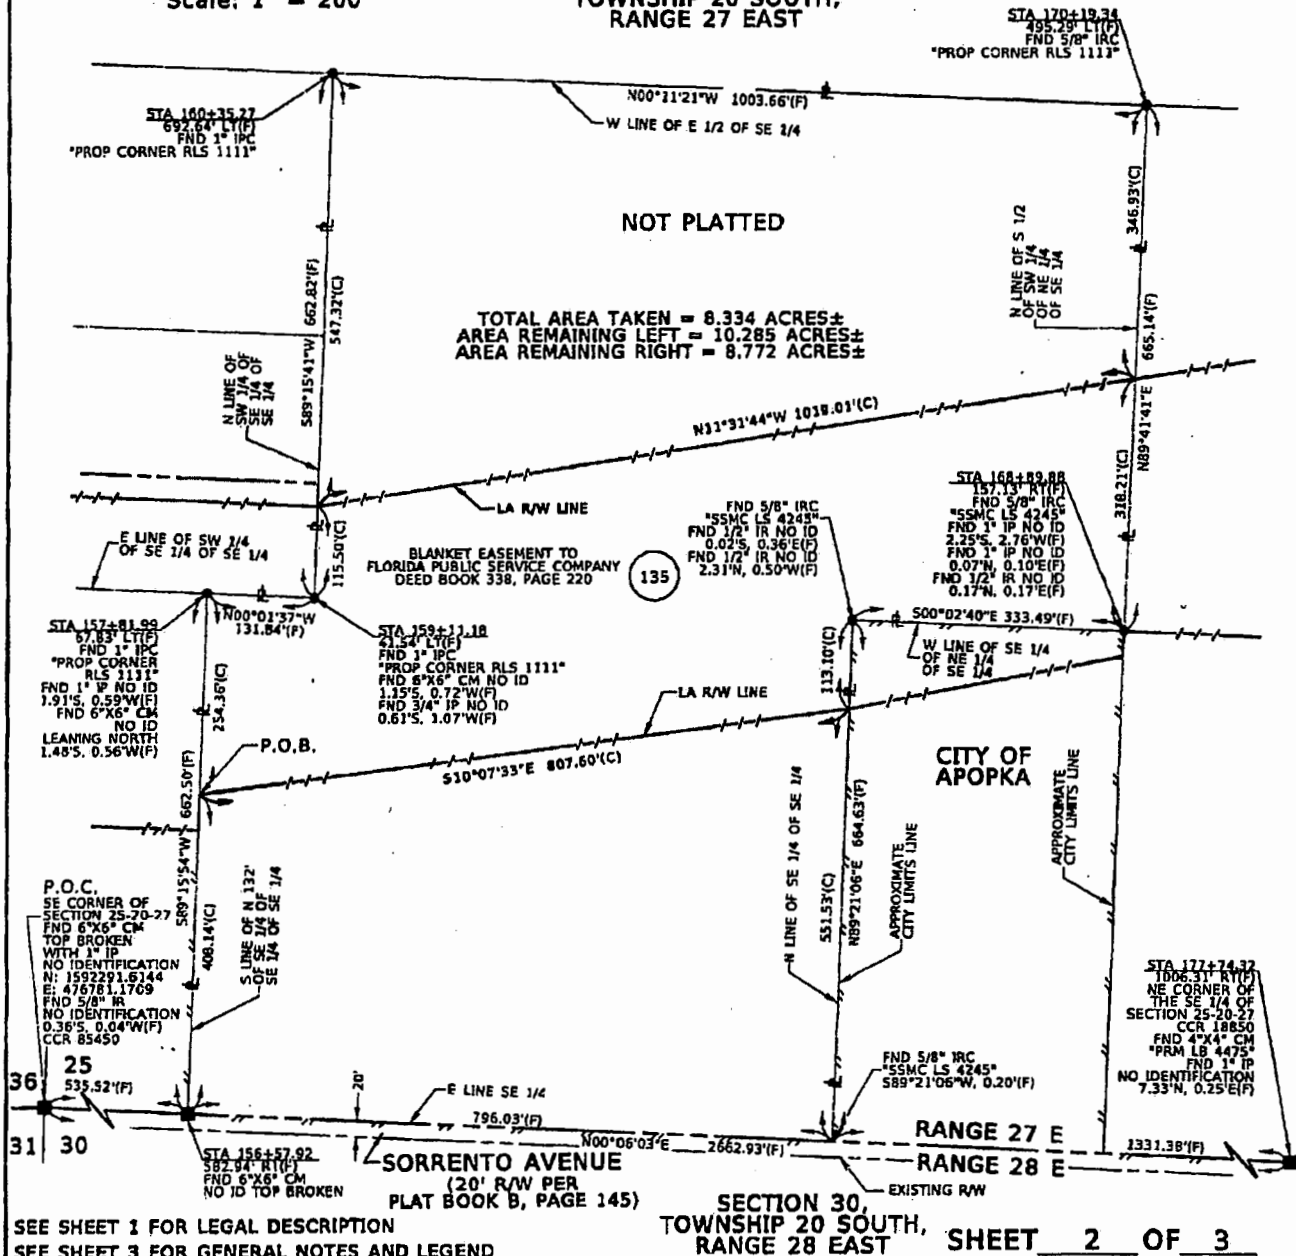 Scale: 1" = 200'
TOWNSHIP 20 SOUTH,
RANGE 27 EAST
STA 170+19.34
495.29' LT(F)
FND 5/8" IRC
"PROP CORNER RLS 1111"
STA 160+35.27
692.64' LT(F)
FND 1" IPC
"PROP CORNER RLS 1111"
N00°11'21"W 1003.66'(F)
W LINE OF E 1/2 OF SE 1/4
NOT PLATTED
346.93'(C)
N LINE OF S 1/2
OF SW 1/4
OF NE 1/4
OF SE 1/4
665.14'(F)
N89°41'41"E
318.21'(C)
S89°15'41"W 662.82'(F)
547.32'(C)
TOTAL AREA TAKEN = 8.334 ACRES±
AREA REMAINING LEFT = 10.285 ACRES±
AREA REMAINING RIGHT = 8.772 ACRES±
N LINE OF
SW 1/4 OF
SE 1/4 OF
SE 1/4
N11°31'44"W 1039.01'(C)
LA R/W LINE
FND 5/8" IRC
"SSMC LS 4245"
FND 1/2" IR NO ID
0.02'S, 0.36'E(F)
FND 1/2" IR NO ID
2.31'N, 0.50'W(F)
STA 168+89.88
157.13' RT(F)
FND 5/8" IRC
"SSMC LS 4245"
FND 1" IP NO ID
2.25'S, 2.76'W(F)
FND 1" IP NO ID
0.07'N, 0.10'E(F)
FND 1/2" IR NO ID
0.17'N, 0.17'E(F)
E LINE OF SW 1/4
OF SE 1/4 OF SE 1/4
115.50'(C)
BLANKET EASEMENT TO
FLORIDA PUBLIC SERVICE COMPANY
DEED BOOK 338, PAGE 220
135
N00°01'37"W
131.84'(F)
S00°02'40"E 333.49'(F)
W LINE OF SE 1/4
OF NE 1/4
OF SE 1/4
STA 157+81.99
67.83' LT(F)
FND 1" IPC
"PROP CORNER
RLS 1111"
FND 1" IP NO ID
1.91'S, 0.59'W(F)
FND 6"X6" CM
NO ID
LEANING NORTH
1.48'S, 0.56'W(F)
STA 159+11.18
41.54' LT(F)
FND 1" IPC
"PROP CORNER RLS 1111"
FND 6"X6" CM NO ID
1.15'S, 0.72'W(F)
FND 3/4" IP NO ID
0.61'S, 1.07'W(F)
254.36'(C)
113.10'(C)
LA R/W LINE
P.O.B.
S10°07'33"E 807.60'(C)
CITY OF
APOPKA
APPROXIMATE
CITY LIMITS LINE
S89°15'54"W 662.50'(F)
408.14'(C)
S LINE OF N 132'
OF SE 1/4 OF
SE 1/4 OF SE 1/4
N LINE OF SE 1/4 OF SE 1/4
551.53'(C)
N89°21'06"E 664.63'(F)
APPROXIMATE
CITY LIMITS LINE
P.O.C.
SE CORNER OF
SECTION 25-20-27
FND 6"X6" CM
TOP BROKEN
WITH 1" IP
NO IDENTIFICATION
N: 1592291.6144
E: 476781.1709
FND 5/8" IR
NO IDENTIFICATION
0.36'S, 0.04'W(F)
CCR 85450
STA 177+74.32
1006.31' RT(F)
NE CORNER OF
THE SE 1/4 OF
SECTION 25-20-27
CCR 18850
FND 4"X4" CM
"PRM LB 4475"
FND 1" IP
NO IDENTIFICATION
7.33'N, 0.25'E(F)
FND 5/8" IRC
"SSMC LS 4245"
S89°21'06"W, 0.20'(F)
36 25
535.52'(F)
31 30
20'
E LINE SE 1/4
796.03'(F)
N00°06'03"E 2662.93'(F)
RANGE 27 E
RANGE 28 E
1331.38'(F)
EXISTING R/W
STA 156+57.92
582.94' RT(F)
FND 6"X6" CM
NO ID TOP BROKEN
SORRENTO AVENUE
(20' R/W PER
PLAT BOOK B, PAGE 145)
SECTION 30,
TOWNSHIP 20 SOUTH,
RANGE 28 EAST
SEE SHEET 1 FOR LEGAL DESCRIPTION
SEE SHEET 3 FOR GENERAL NOTES AND LEGEND
SHEET 2 OF 3